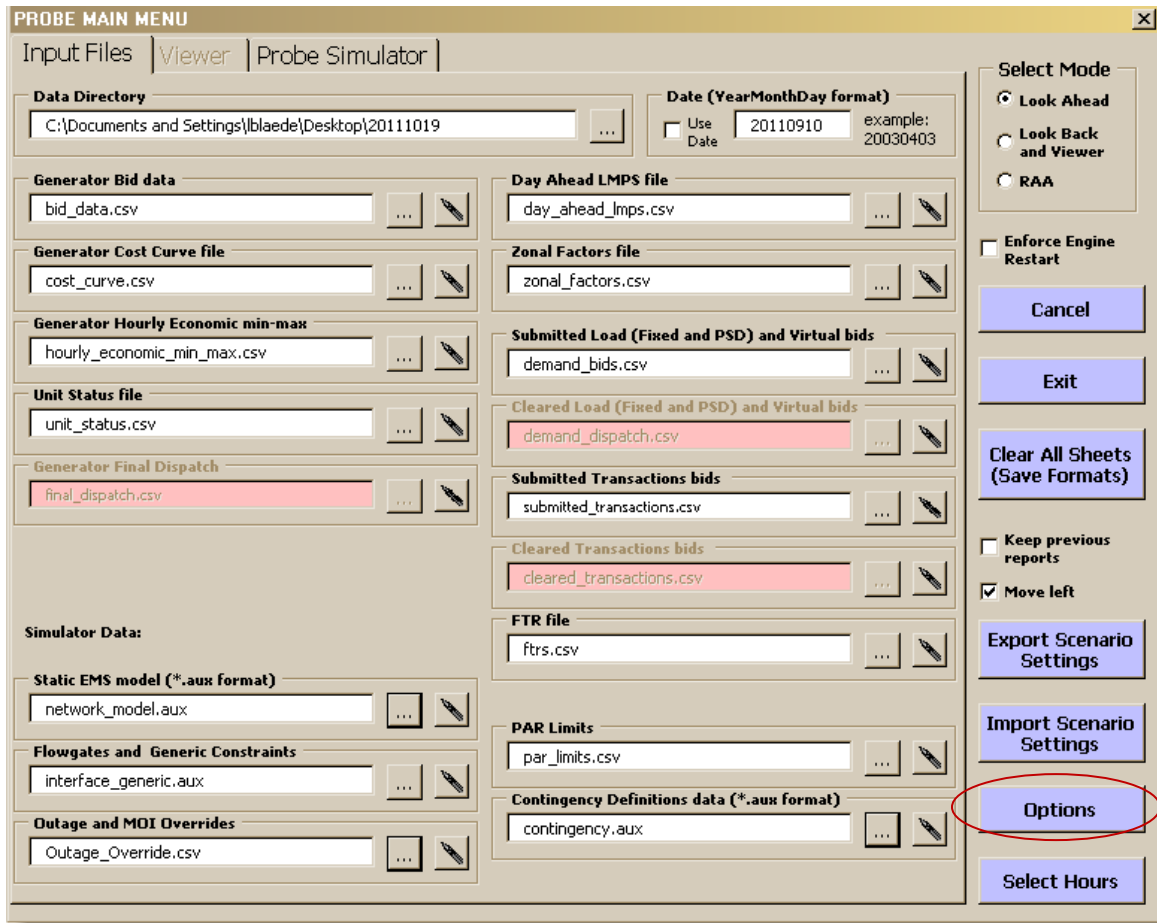 PROBE MAIN MENU
Input Files
Viewer
Probe Simulator
Data Directory
C:\Documents and Settings\lblaede\Desktop\20111019
...
Date (YearMonthDay format)
Use
Date
20110910
example:
20030403
Generator Bid data
bid_data.csv
...
Generator Cost Curve file
cost_curve.csv
...
Generator Hourly Economic min-max
hourly_economic_min_max.csv
...
Unit Status file
unit_status.csv
...
Generator Final Dispatch
final_dispatch.csv
...
Simulator Data:
Static EMS model (*.aux format)
network_model.aux
...
Flowgates and Generic Constraints
interface_generic.aux
...
Outage and MOI Overrides
Outage_Override.csv
...
Day Ahead LMPS file
day_ahead_lmps.csv
...
Zonal Factors file
zonal_factors.csv
...
Submitted Load (Fixed and PSD) and Virtual bids
demand_bids.csv
...
Cleared Load (Fixed and PSD) and Virtual bids
demand_dispatch.csv
...
Submitted Transactions bids
submitted_transactions.csv
...
Cleared Transactions bids
cleared_transactions.csv
...
FTR file
ftrs.csv
...
PAR Limits
par_limits.csv
...
Contingency Definitions data (*.aux format)
contingency.aux
...
Select Mode
Look Ahead
Look Back
and Viewer
RAA
Enforce Engine
Restart
Cancel
Exit
Clear All Sheets
(Save Formats)
Keep previous
reports
Move left
Export Scenario
Settings
Import Scenario
Settings
Options
Select Hours